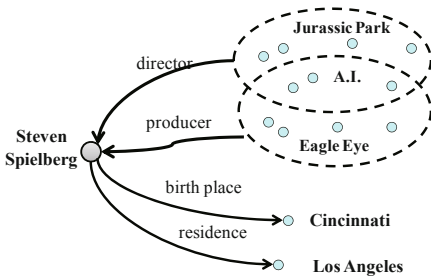 Jurassic Park
director
A.I.
producer
Eagle Eye
Steven
Spielberg
birth place
Cincinnati
residence
Los Angeles